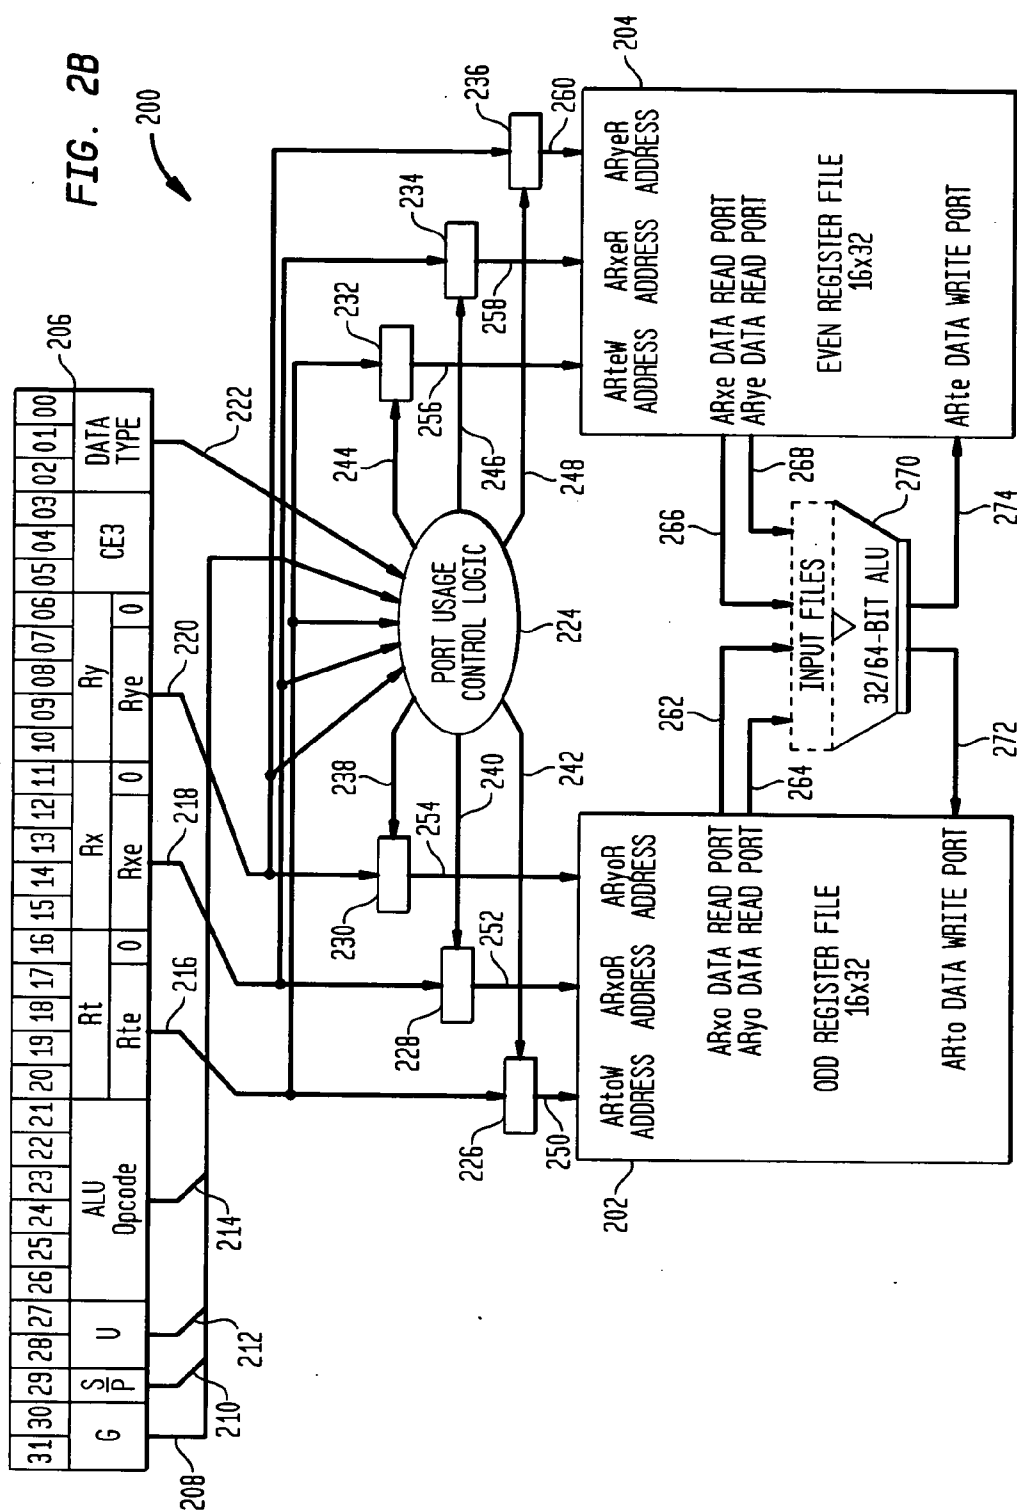 FIG. 2B
200
206
31 30 29 28 27 26 25 24 23 22 21 20 19 18 17 16 15 14 13 12 11 10 09 08 07 06 05 04 03 02 01 00
G
S/P
U
ALU
Opcode
Rt
Rte 0
Rx
Rxe 0
Ry
Rye 0
CE3
DATA
TYPE
208
210
212
214
216
218
220
222
PORT USAGE
CONTROL LOGIC
224
226
228
230
232
234
236
238
240
242
244
246
248
250
252
254
256
258
260
202
ARtoW
ADDRESS
ARxoR
ADDRESS
ARyoR
ADDRESS
ARxo DATA READ PORT
ARyo DATA READ PORT
ODD REGISTER FILE
16x32
ARto DATA WRITE PORT
262
264
266
268
INPUT FILES
32/64-BIT ALU
270
272
274
204
ARteW
ADDRESS
ARxeR
ADDRESS
ARyeR
ADDRESS
ARxe DATA READ PORT
ARye DATA READ PORT
EVEN REGISTER FILE
16x32
ARte DATA WRITE PORT